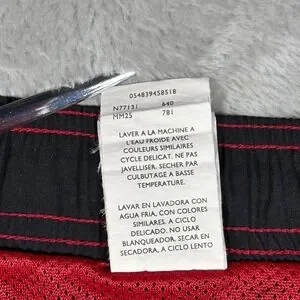 054839458518
N77131 640
MM25 781
LAVER A LA MACHINE A
L'EAU FROIDE AVEC
COULEURS SIMILAIRES
CYCLE DELICAT. NE PAS
JAVELLISER. SECHER PAR
CULBUTAGE A BASSE
TEMPERATURE.
LAVAR EN LAVADORA CON
AGUA FRIA, CON COLORES
SIMILARES. A CICLO
DELICADO. NO USAR
BLANQUEADOR. SECAR EN
SECADORA, A CICLO LENTO